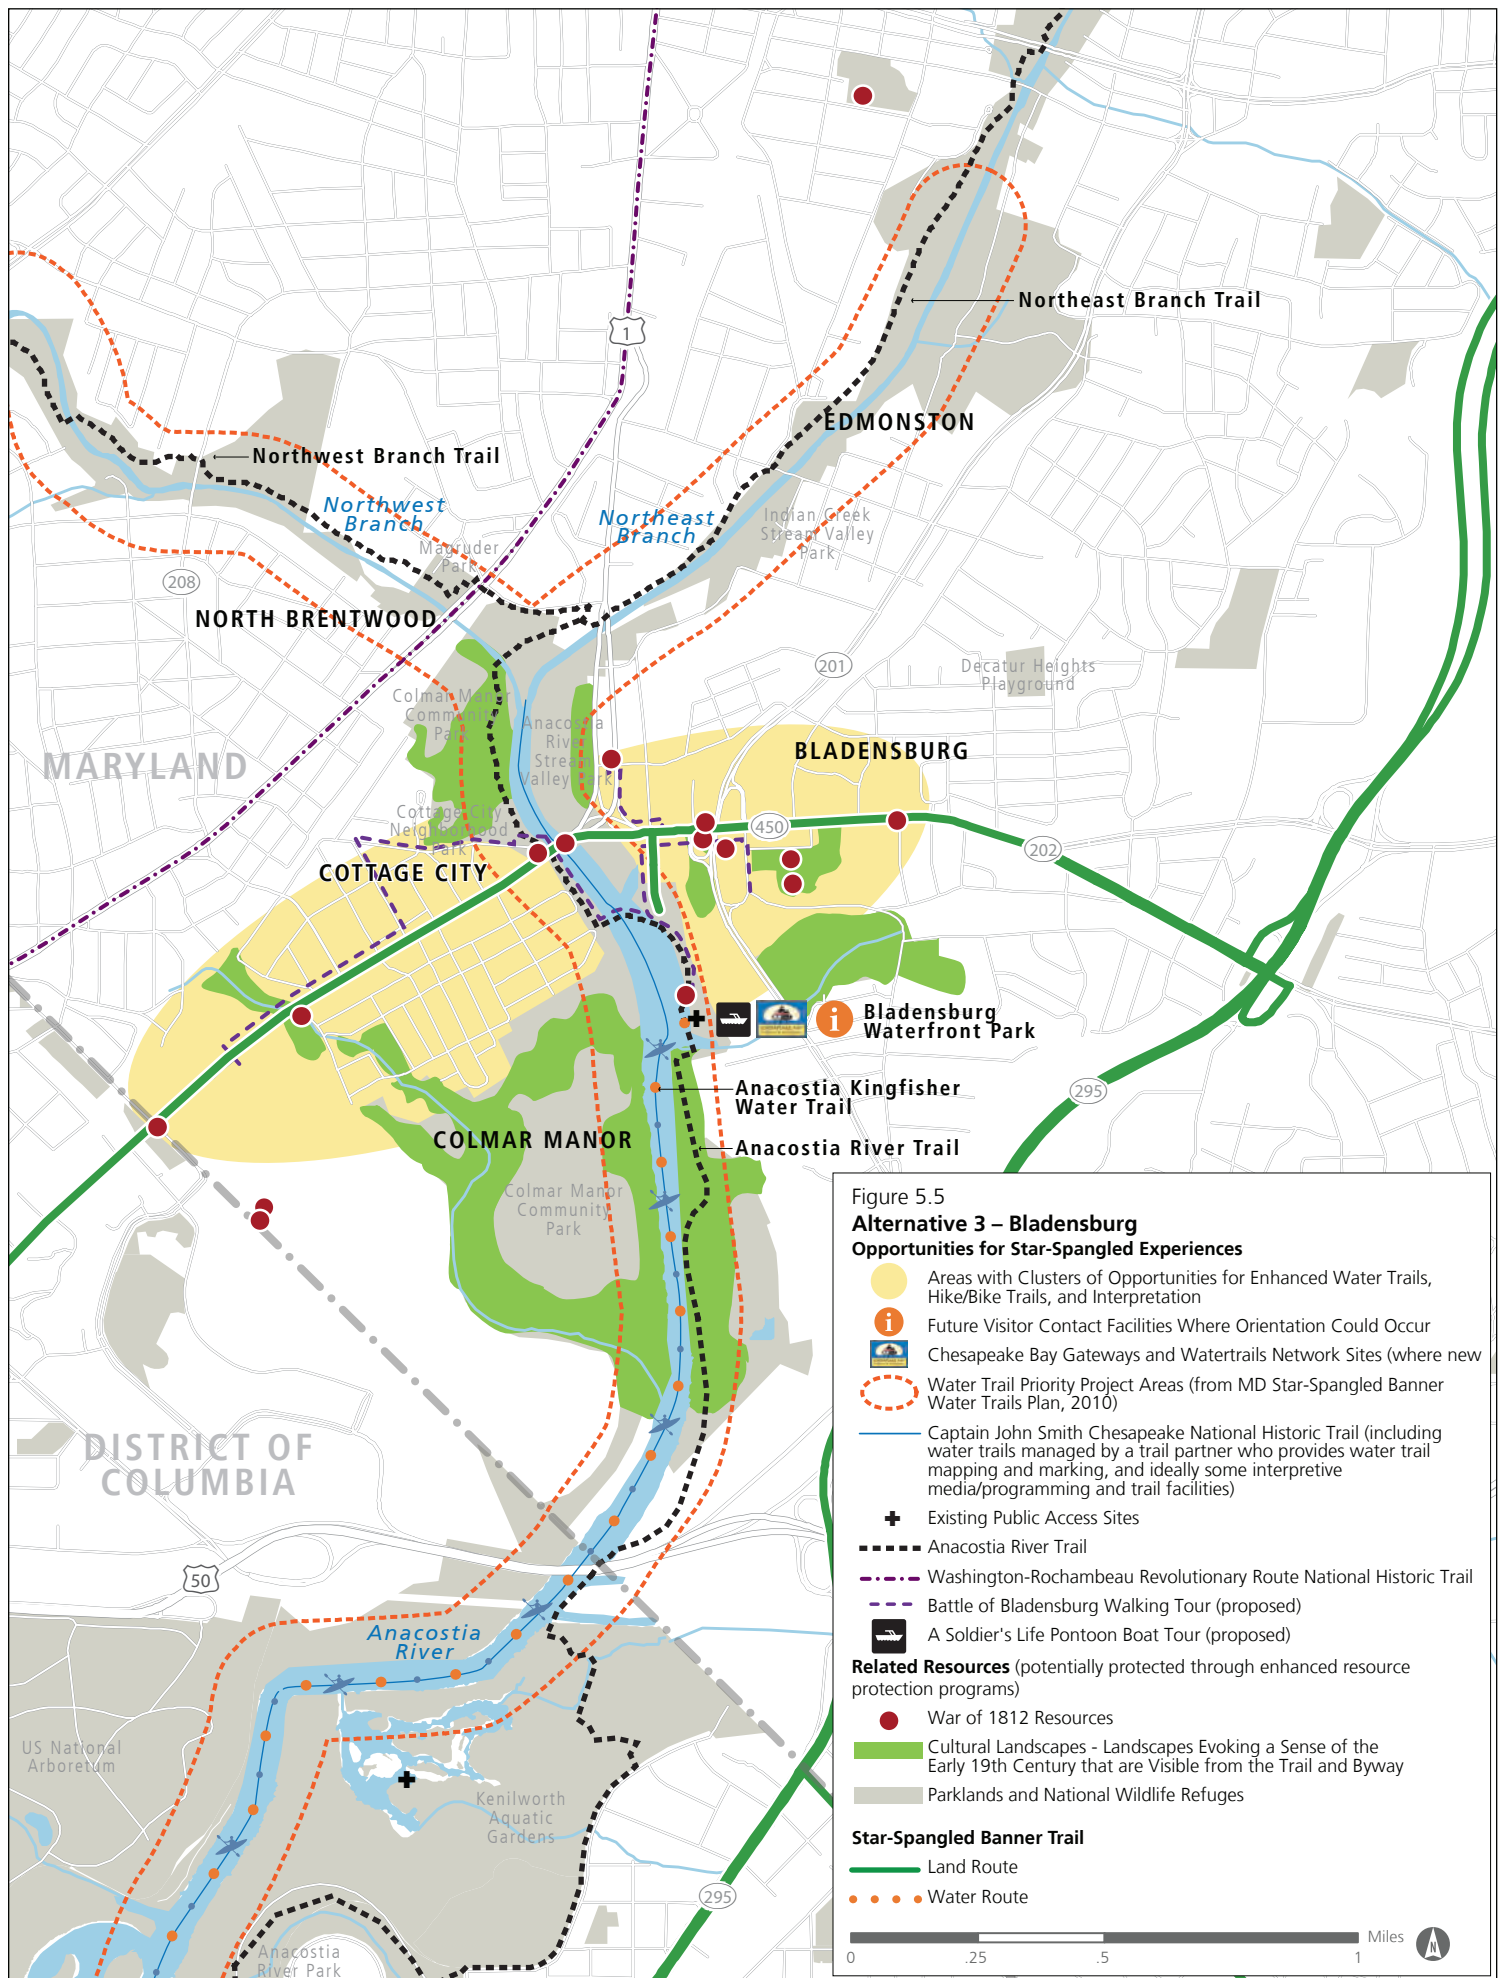 Northeast Branch Trail
1
EDMONSTON
Northwest Branch Trail
Northwest
Branch
Northeast
Branch
Indian Creek
Stream Valley
Park
Magruder
Park
208
NORTH BRENTWOOD
201
Decatur Heights
Playground
Colmar Manor
Community
Park
Anacostia
River
Stream
Valley Park
MARYLAND
BLADENSBURG
Cottage City
Neighborhood
Park
450
202
COTTAGE CITY
Bladensburg
Waterfront Park
Anacostia Kingfisher
Water Trail
295
COLMAR MANOR
Anacostia River Trail
Colmar Manor
Community
Park
DISTRICT OF
COLUMBIA
50
Anacostia
River
US National
Arboretum
Kenilworth
Aquatic
Gardens
295
Anacostia
River Park
Figure 5.5
Alternative 3 – Bladensburg
Opportunities for Star-Spangled Experiences
Areas with Clusters of Opportunities for Enhanced Water Trails,
Hike/Bike Trails, and Interpretation
i
Future Visitor Contact Facilities Where Orientation Could Occur
Chesapeake Bay Gateways and Watertrails Network Sites (where new
Water Trail Priority Project Areas (from MD Star-Spangled Banner
Water Trails Plan, 2010)
Captain John Smith Chesapeake National Historic Trail (including
water trails managed by a trail partner who provides water trail
mapping and marking, and ideally some interpretive
media/programming and trail facilities)
Existing Public Access Sites
Anacostia River Trail
Washington-Rochambeau Revolutionary Route National Historic Trail
Battle of Bladensburg Walking Tour (proposed)
A Soldier's Life Pontoon Boat Tour (proposed)
Related Resources (potentially protected through enhanced resource
protection programs)
War of 1812 Resources
Cultural Landscapes - Landscapes Evoking a Sense of the
Early 19th Century that are Visible from the Trail and Byway
Parklands and National Wildlife Refuges
Star-Spangled Banner Trail
Land Route
Water Route
Miles
0 .25 .5 1
N